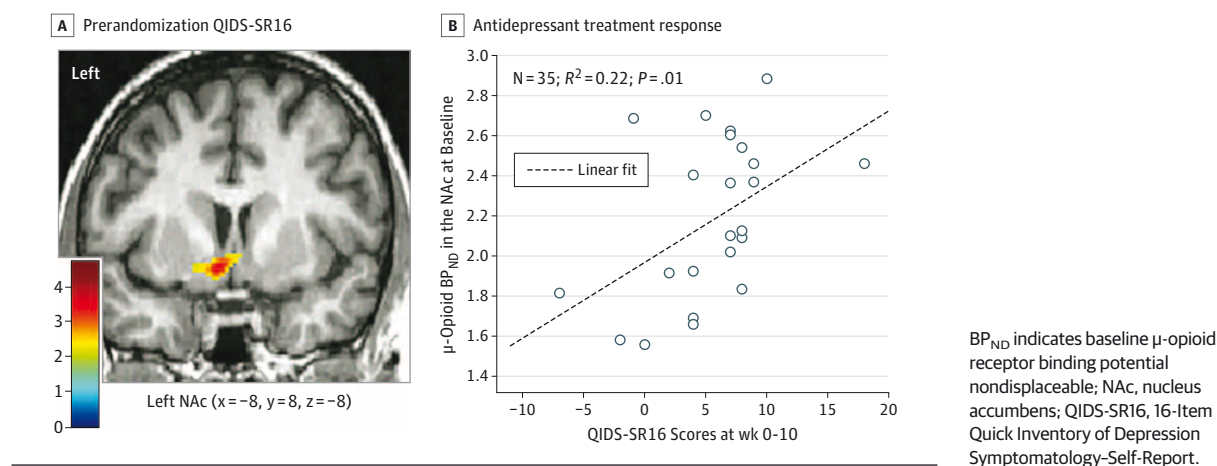 A Prerandomization QIDS-SR16
Left
4
3
2
1
0
Left NAc (x=−8, y=8, z=−8)
B Antidepressant treatment response
N=35; R²=0.22; P=.01
Linear fit
μ-Opioid BPND in the NAc at Baseline
3.0
2.8
2.6
2.4
2.2
2.0
1.8
1.6
1.4
−10 −5 0 5 10 15 20
QIDS-SR16 Scores at wk 0-10
BPND indicates baseline μ-opioid
receptor binding potential
nondisplaceable; NAc, nucleus
accumbens; QIDS-SR16, 16-Item
Quick Inventory of Depression
Symptomatology–Self-Report.